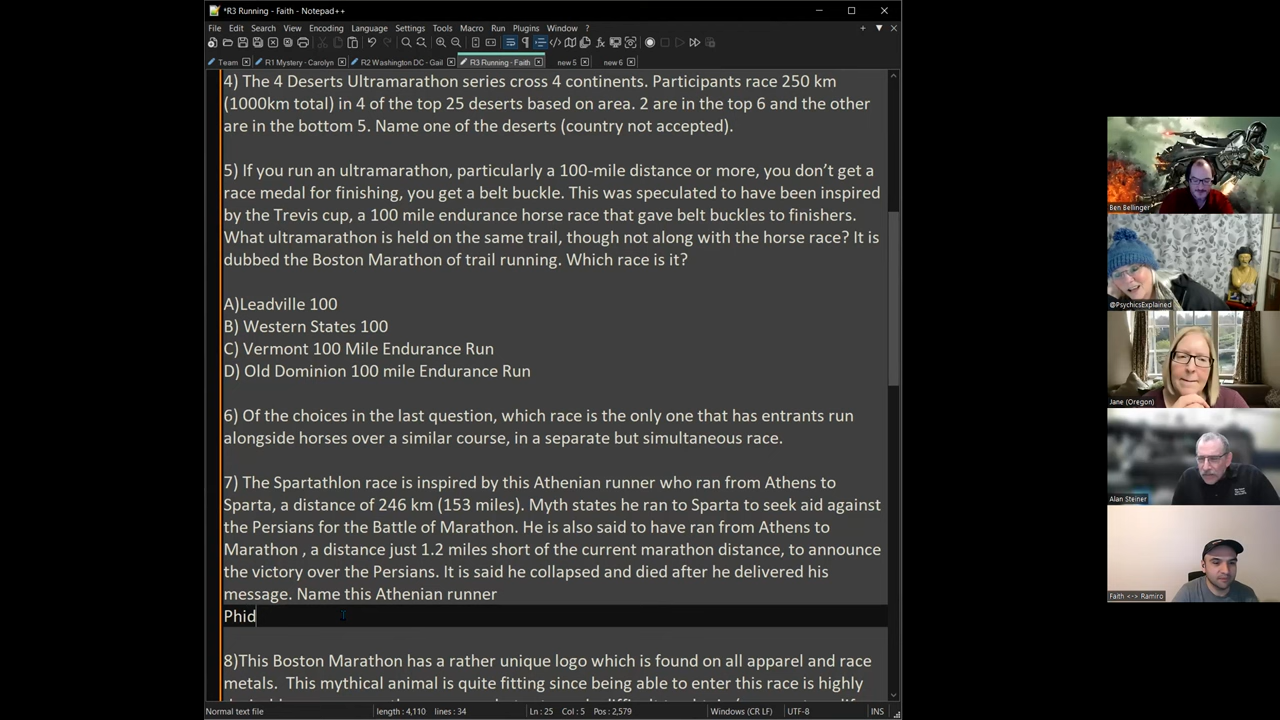 *R3 Running - Faith - Notepad++
File Edit Search View Encoding Language Settings Tools Macro Run Plugins Window ?
Team R1 Mystery - Carolyn R2 Washington DC - Gail R3 Running - Faith new 5 new 6
4) The 4 Deserts Ultramarathon series cross 4 continents. Participants race 250 km
(1000km total) in 4 of the top 25 deserts based on area. 2 are in the top 6 and the other
are in the bottom 5. Name one of the deserts (country not accepted).
5) If you run an ultramarathon, particularly a 100-mile distance or more, you don’t get a
race medal for finishing, you get a belt buckle. This was speculated to have been inspired
by the Trevis cup, a 100 mile endurance horse race that gave belt buckles to finishers.
What ultramarathon is held on the same trail, though not along with the horse race? It is
dubbed the Boston Marathon of trail running. Which race is it?
A)Leadville 100
B) Western States 100
C) Vermont 100 Mile Endurance Run
D) Old Dominion 100 mile Endurance Run
6) Of the choices in the last question, which race is the only one that has entrants run
alongside horses over a similar course, in a separate but simultaneous race.
7) The Spartathlon race is inspired by this Athenian runner who ran from Athens to
Sparta, a distance of 246 km (153 miles). Myth states he ran to Sparta to seek aid against
the Persians for the Battle of Marathon. He is also said to have ran from Athens to
Marathon , a distance just 1.2 miles short of the current marathon distance, to announce
the victory over the Persians. It is said he collapsed and died after he delivered his
message. Name this Athenian runner
Phid
8)This Boston Marathon has a rather unique logo which is found on all apparel and race
metals.  This mythical animal is quite fitting since being able to enter this race is highly
Normal text file length : 4,110 lines : 34 Ln : 25 Col : 5 Pos : 2,579 Windows (CR LF) UTF-8 INS
Ben Bellinger
@PsychicsExplained
Jane (Oregon)
Alan Steiner
Faith <-> Ramiro